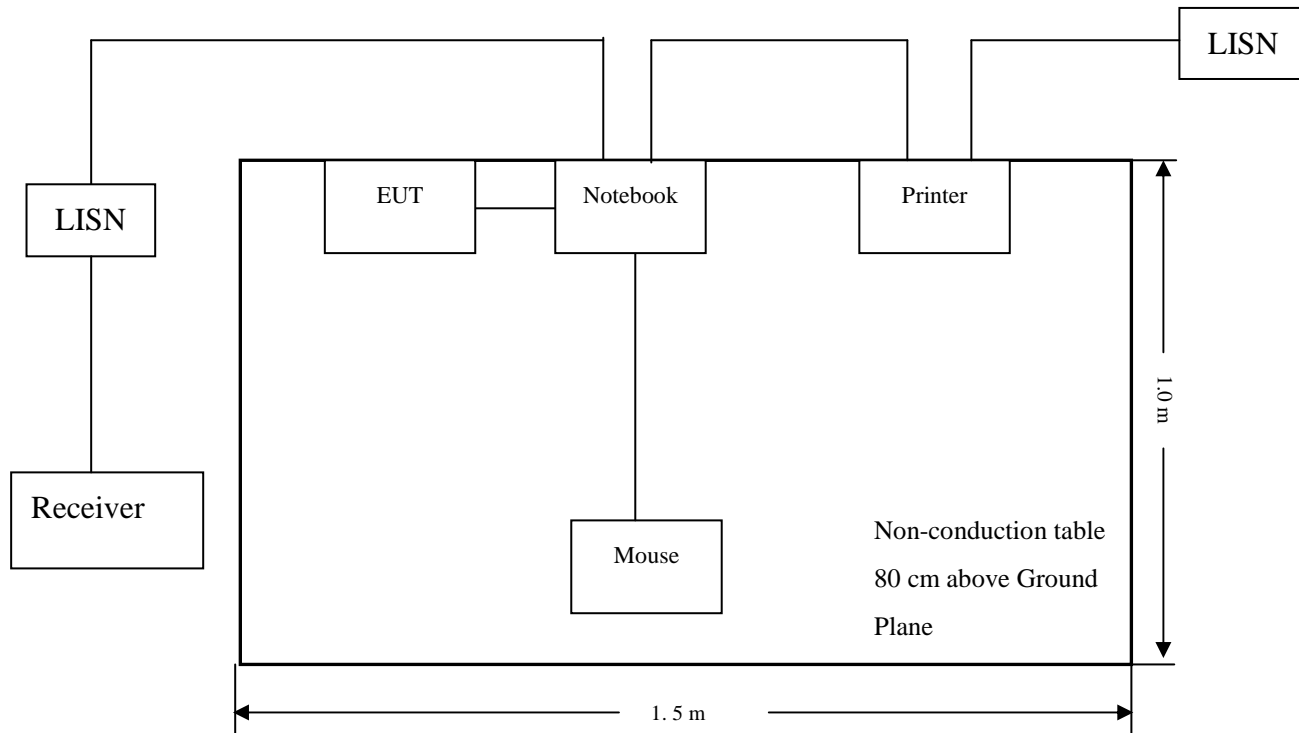 LISN
LISN
EUT
Notebook
Printer
Receiver
Mouse
Non-conduction table
80 cm above Ground
Plane
1.0 m
1. 5 m